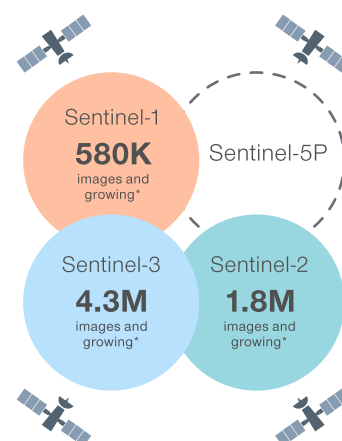 Sentinel-1
580K
images and
growing*
Sentinel-5P
Sentinel-3
4.3M
images and
growing*
Sentinel-2
1.8M
images and
growing*